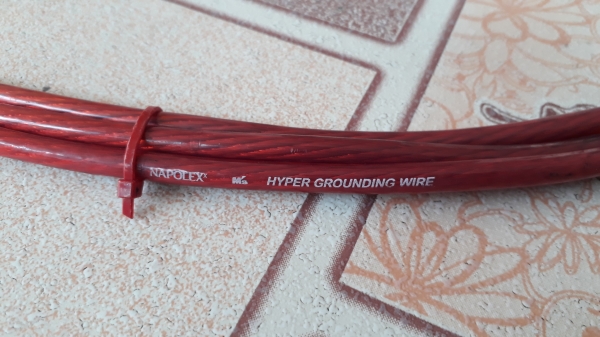 NAPOLEX HYPER GROUNDING WIRE